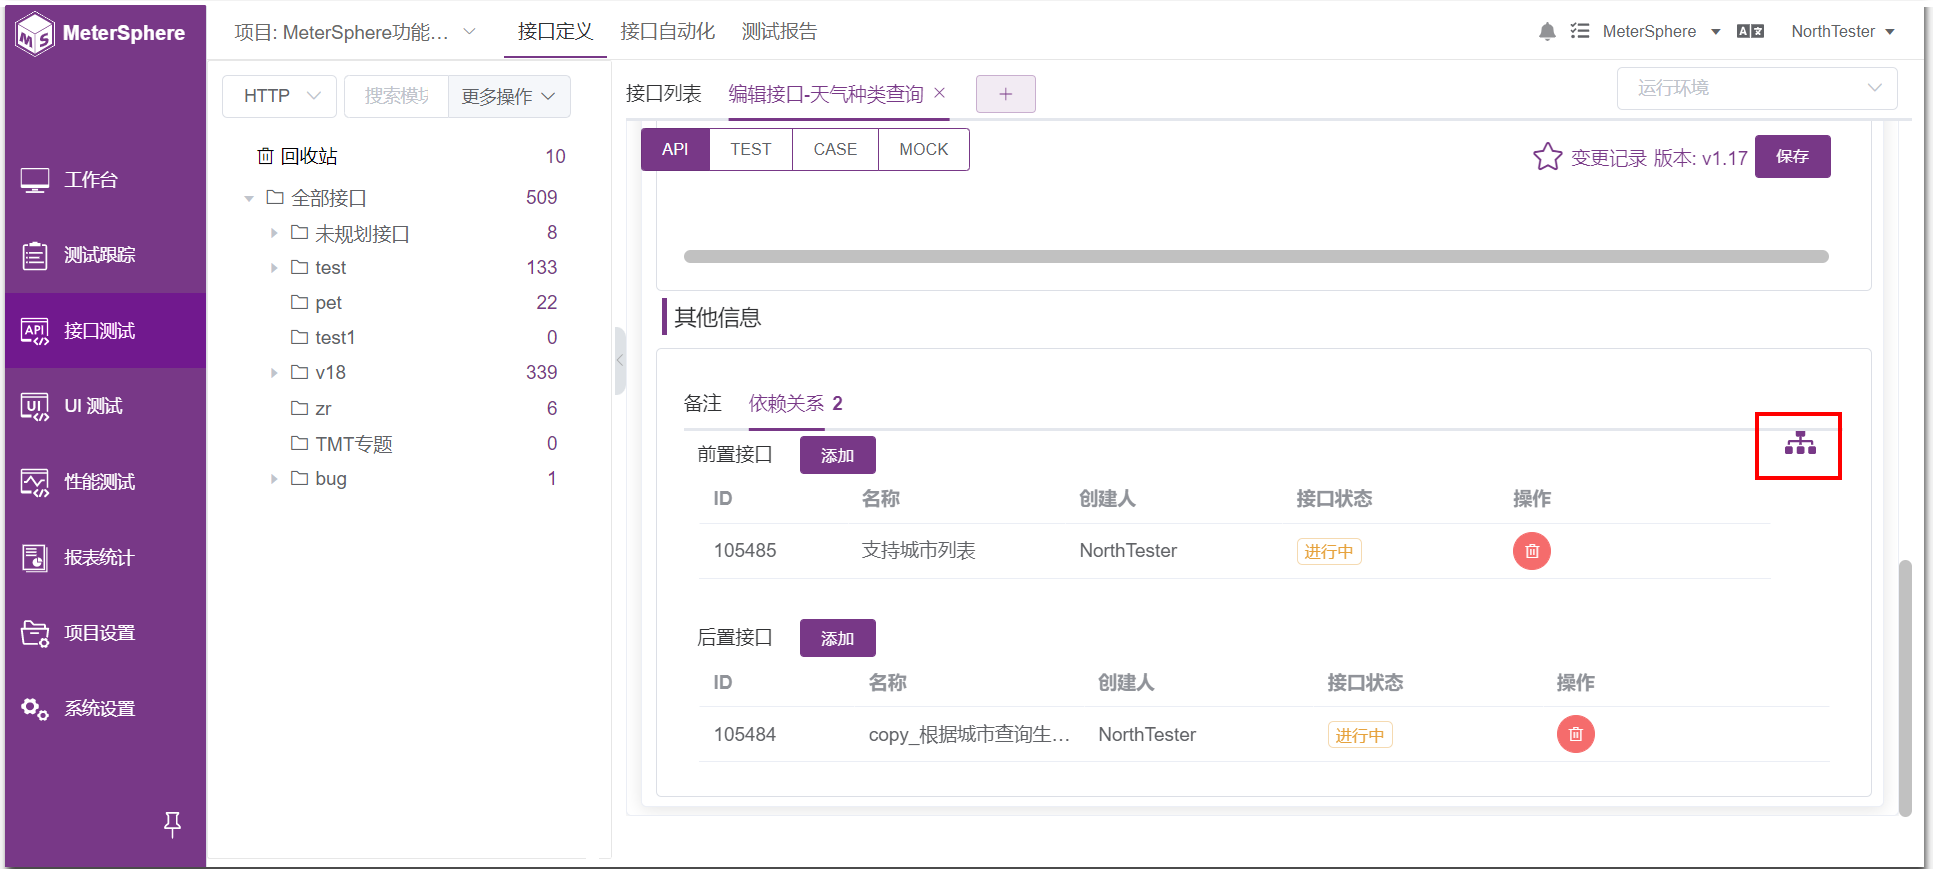 MeterSphere
项目: MeterSphere功能...
接口定义
接口自动化
测试报告
MeterSphere
NorthTester
工作台
测试跟踪
接口测试
UI 测试
性能测试
报表统计
项目设置
系统设置
HTTP
搜索模块
更多操作
回收站 10
全部接口 509
未规划接口 8
test 133
pet 22
test1 0
v18 339
zr 6
TMT专题 0
bug 1
接口列表
编辑接口-天气种类查询
运行环境
API TEST CASE MOCK
变更记录 版本: v1.17 保存
其他信息
备注 依赖关系 2
前置接口 添加
ID 名称 创建人 接口状态 操作
105485 支持城市列表 NorthTester 进行中
后置接口 添加
ID 名称 创建人 接口状态 操作
105484 copy_根据城市查询生... NorthTester 进行中